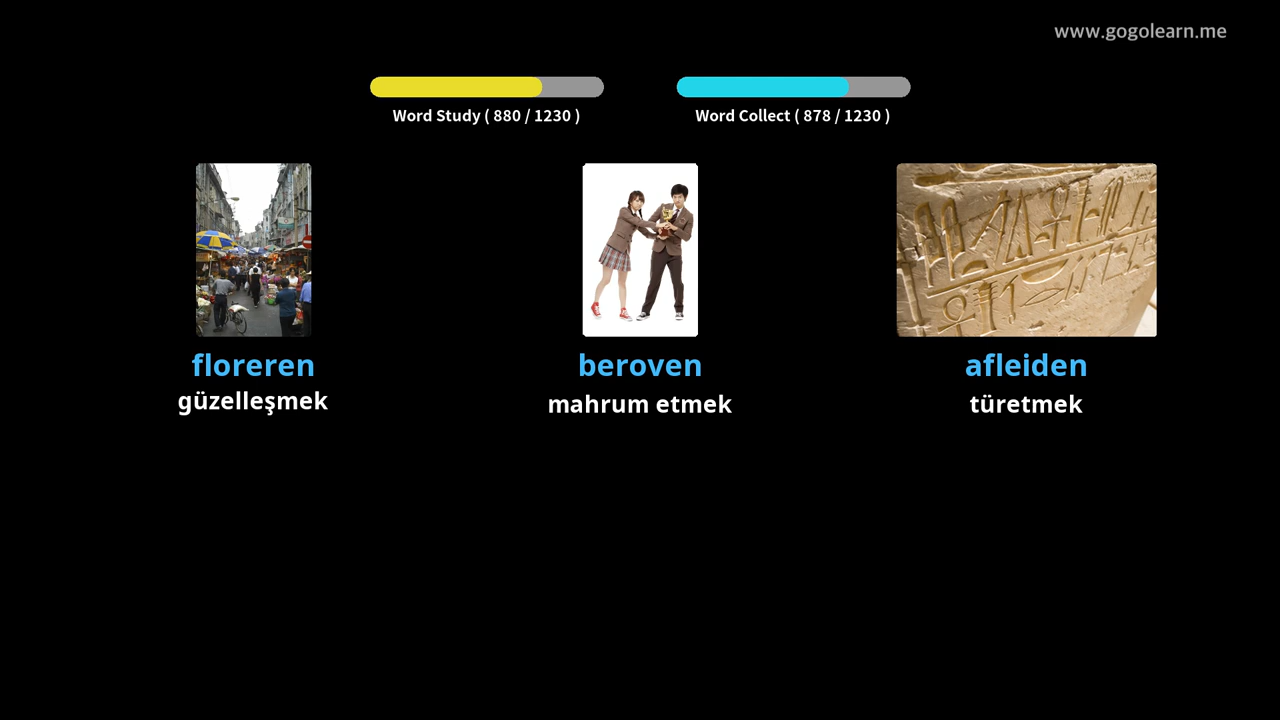 www.gogolearn.me
Word Study ( 880 / 1230 )
Word Collect ( 878 / 1230 )
floreren
güzelleşmek
beroven
mahrum etmek
afleiden
türetmek